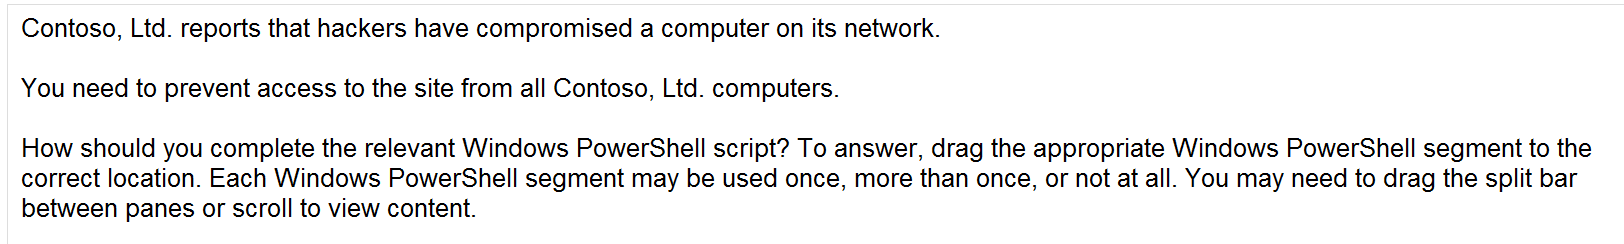 Contoso, Ltd. reports that hackers have compromised a computer on its network.
You need to prevent access to the site from all Contoso, Ltd. computers.
How should you complete the relevant Windows PowerShell script? To answer, drag the appropriate Windows PowerShell segment to the
correct location. Each Windows PowerShell segment may be used once, more than once, or not at all. You may need to drag the split bar
between panes or scroll to view content.